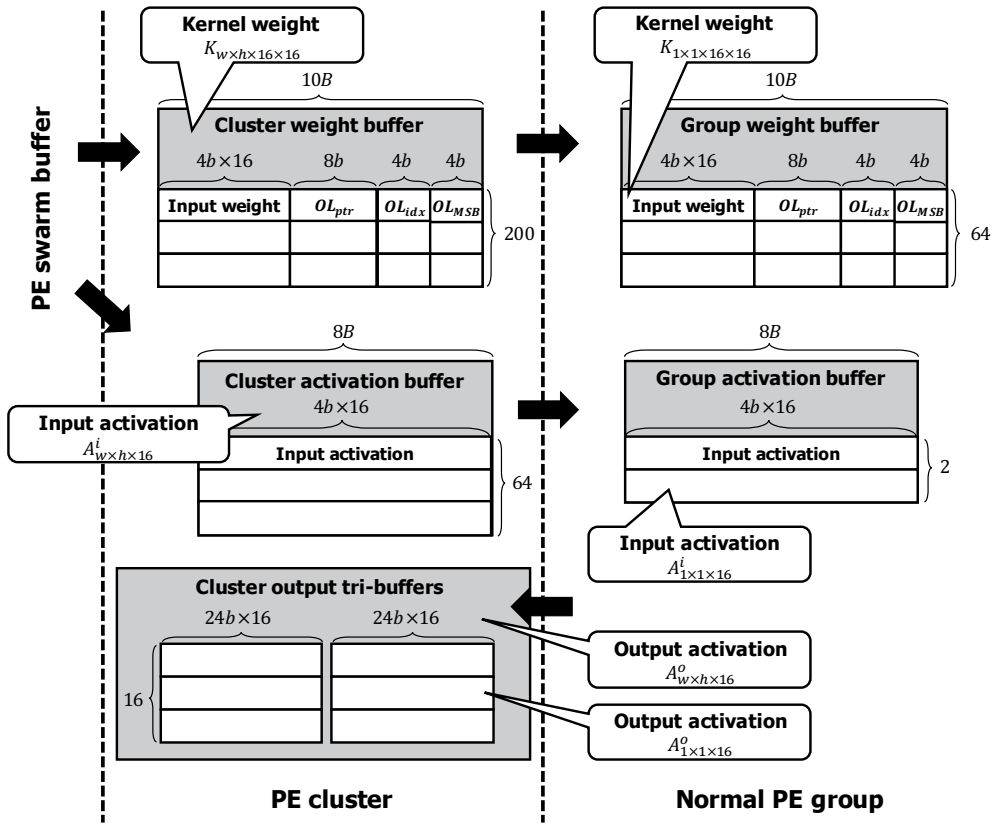 Kernel weight
K_{w×h×16×16}
10B
Cluster weight buffer
4b×16 8b 4b 4b
Input weight OL_{ptr} OL_{idx} OL_{MSB}
200
Kernel weight
K_{1×1×16×16}
10B
Group weight buffer
4b×16 8b 4b 4b
Input weight OL_{ptr} OL_{idx} OL_{MSB}
64
PE swarm buffer
8B
Cluster activation buffer
4b×16
Input activation
64
Input activation
A^i_{w×h×16}
8B
Group activation buffer
4b×16
Input activation
2
Input activation
A^i_{1×1×16}
Cluster output tri-buffers
24b×16 24b×16
16
Output activation
A^o_{w×h×16}
Output activation
A^o_{1×1×16}
PE cluster
Normal PE group